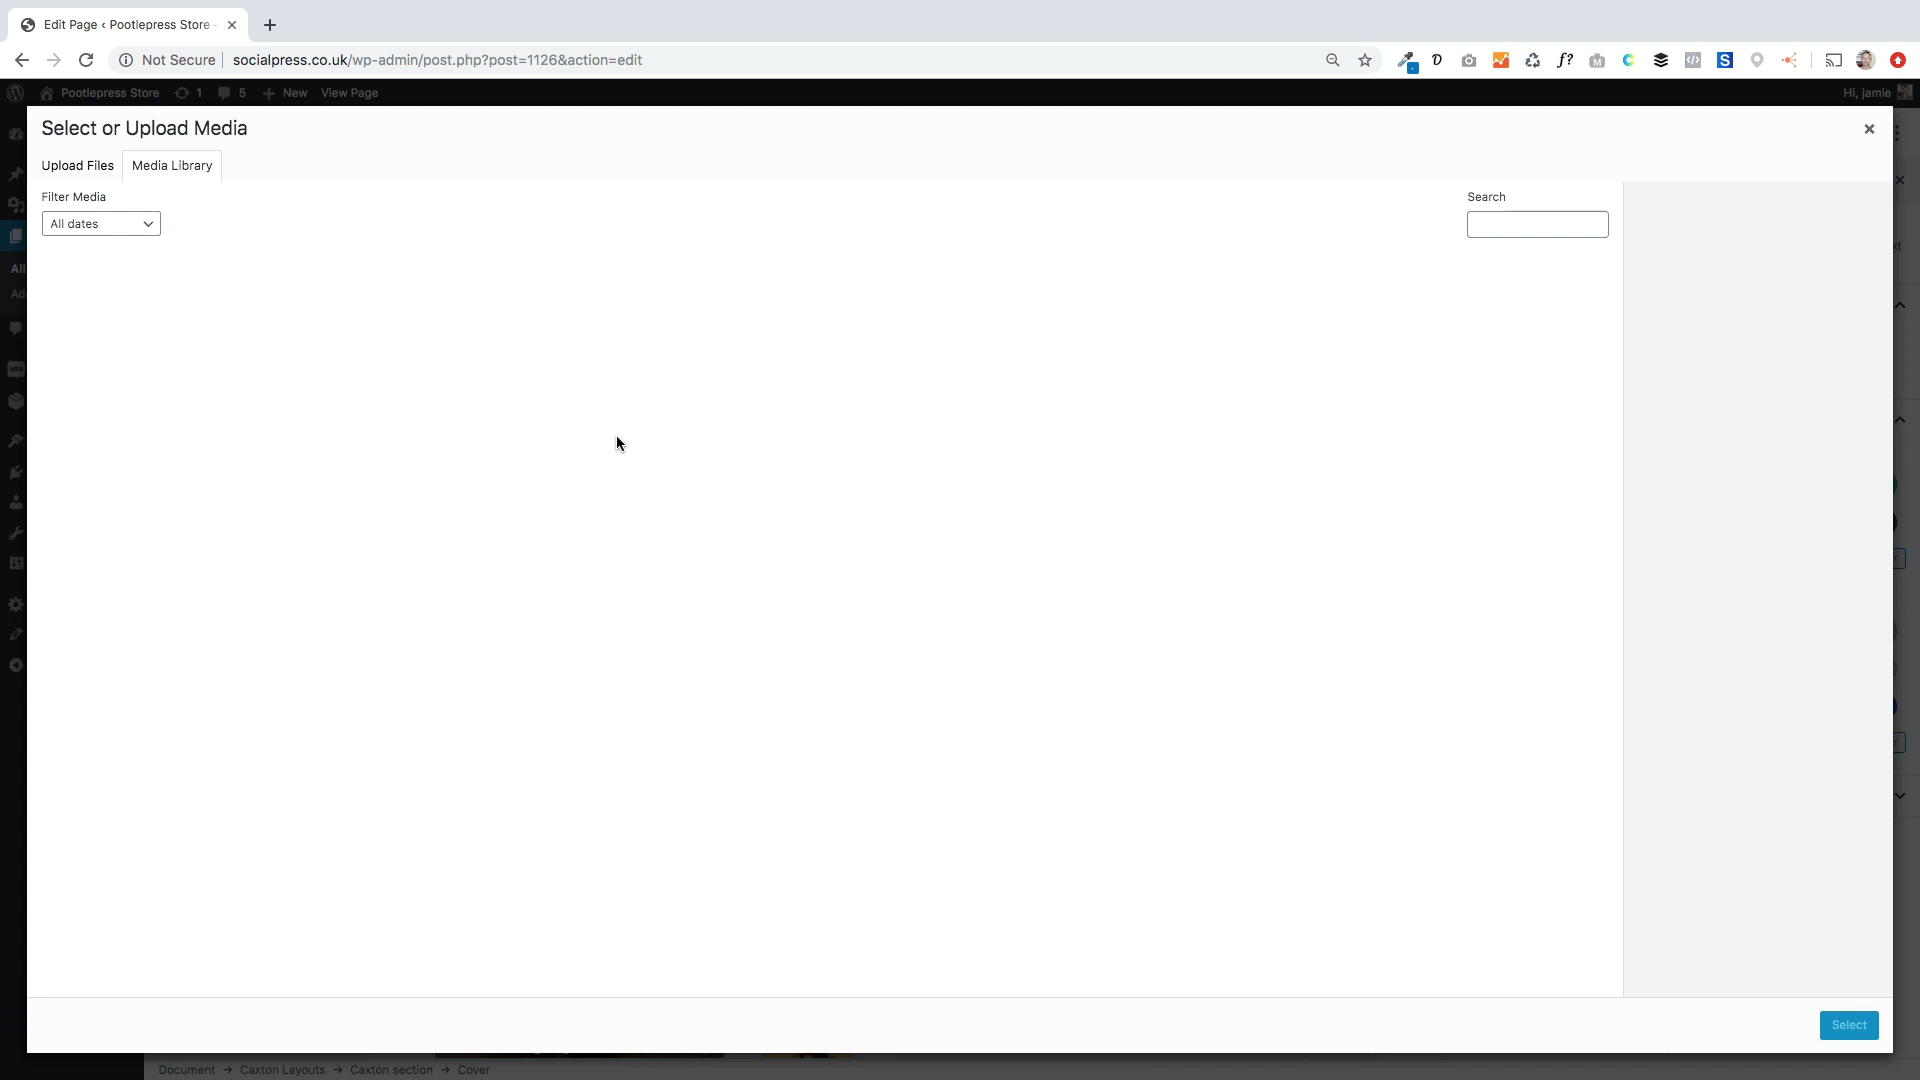 Edit Page ‹ Pootlepress Store -
Not Secure
socialpress.co.uk/wp-admin/post.php?post=1126&action=edit
Pootlepress Store 1 5 New View Page
Hi, jamie
Select or Upload Media
Upload Files Media Library
Filter Media
All dates
Search
All
Select
Document → Caxton Layouts → Caxton section → Cover